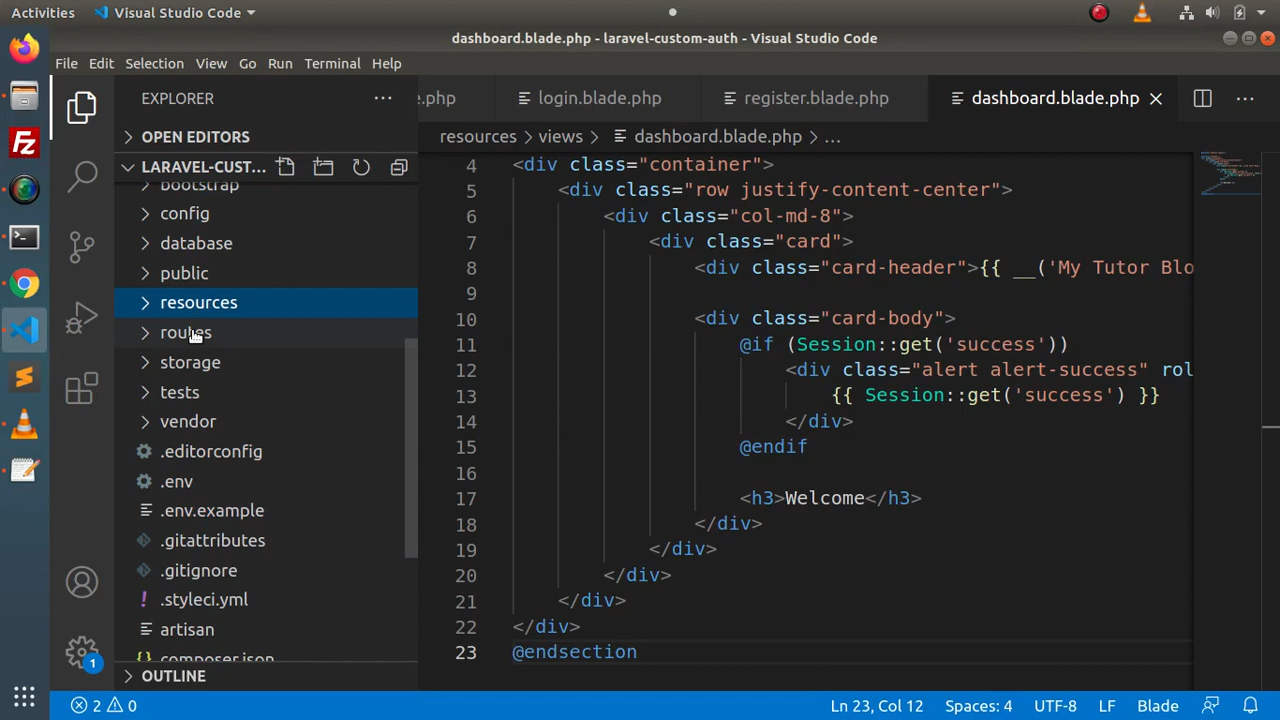 Activities
Visual Studio Code
dashboard.blade.php - laravel-custom-auth - Visual Studio Code
File Edit Selection View Go Run Terminal Help
EXPLORER
OPEN EDITORS
LARAVEL-CUST...
bootstrap
config
database
public
resources
routes
storage
tests
vendor
.editorconfig
.env
.env.example
.gitattributes
.gitignore
.styleci.yml
artisan
composer.json
OUTLINE
.php login.blade.php register.blade.php dashboard.blade.php
resources > views > dashboard.blade.php > ...
4 <div class="container">
5 <div class="row justify-content-center">
6 <div class="col-md-8">
7 <div class="card">
8 <div class="card-header">{{ __('My Tutor Blo
9
10 <div class="card-body">
11 @if (Session::get('success'))
12 <div class="alert alert-success" rol
13 {{ Session::get('success') }}
14 </div>
15 @endif
16
17 <h3>Welcome</h3>
18 </div>
19 </div>
20 </div>
21 </div>
22 </div>
23 @endsection
1
2 0 Ln 23, Col 12 Spaces: 4 UTF-8 LF Blade